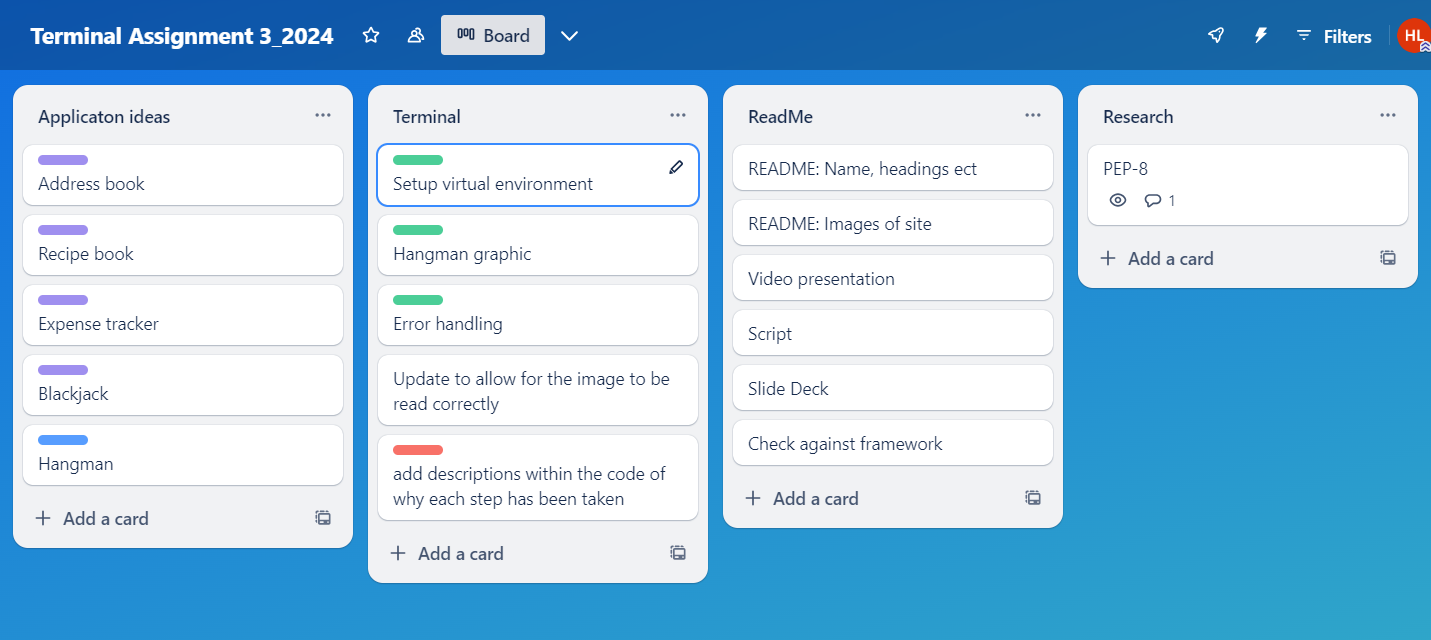 Terminal Assignment 3_2024
Board
Filters
HL
Applicaton ideas
Address book
Recipe book
Expense tracker
Blackjack
Hangman
Add a card
Terminal
Setup virtual environment
Hangman graphic
Error handling
Update to allow for the image to be
read correctly
add descriptions within the code of
why each step has been taken
Add a card
ReadMe
README: Name, headings ect
README: Images of site
Video presentation
Script
Slide Deck
Check against framework
Add a card
Research
PEP-8
1
Add a card